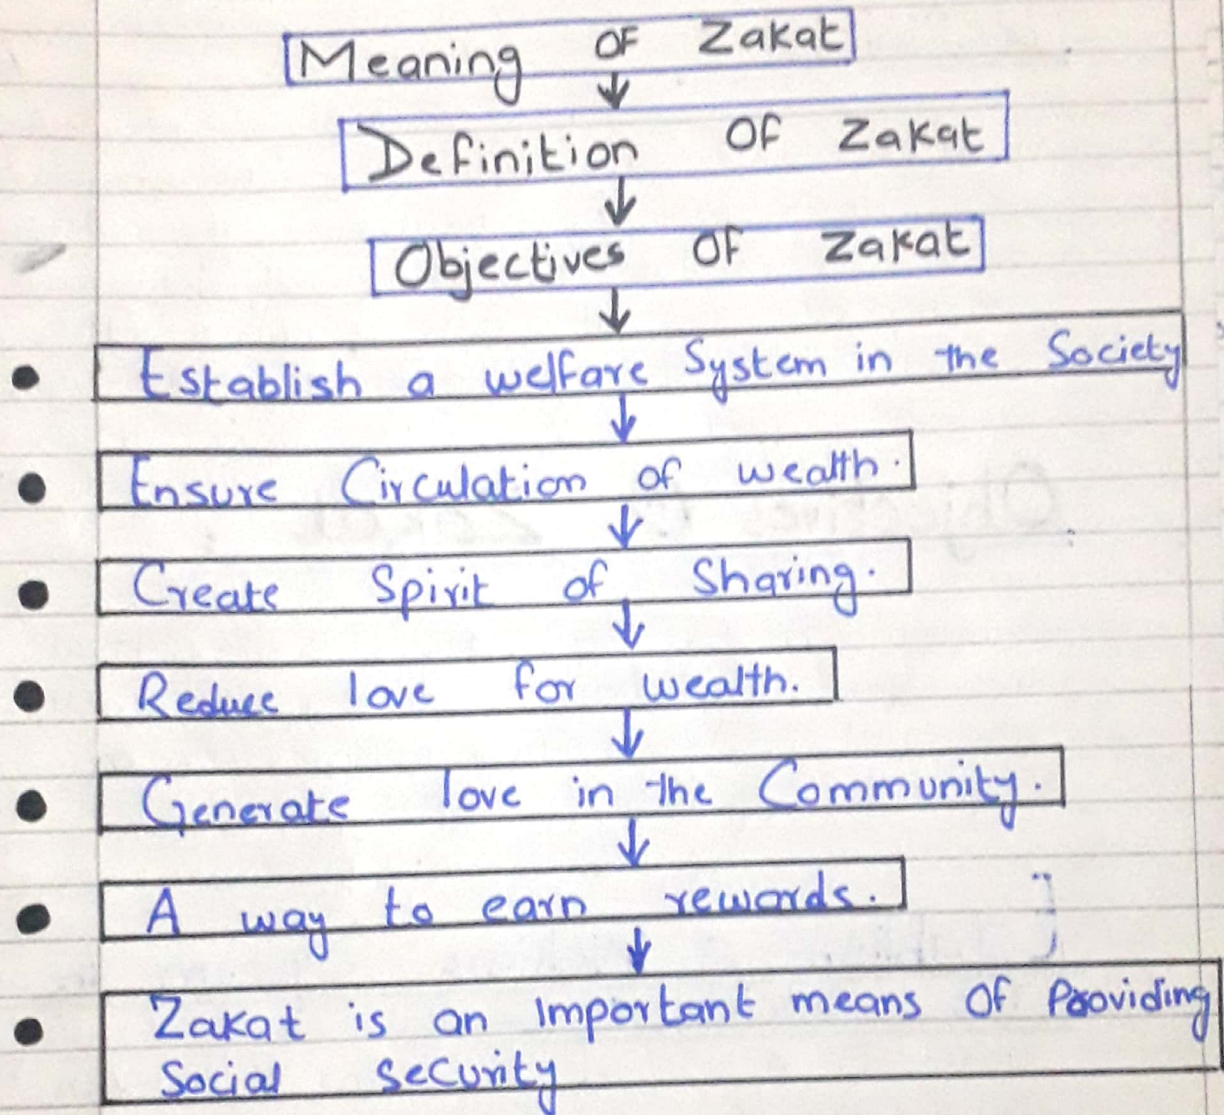 Meaning OF Zakat
Definition OF Zakat
Objectives OF Zakat
Establish a welfare System in the Society
Ensure Circulation of wealth.
Create Spirit of Sharing.
Reduce love for wealth.
Generate love in the Community.
A way to earn rewards.
Zakat is an Important means Of Providing
Social security